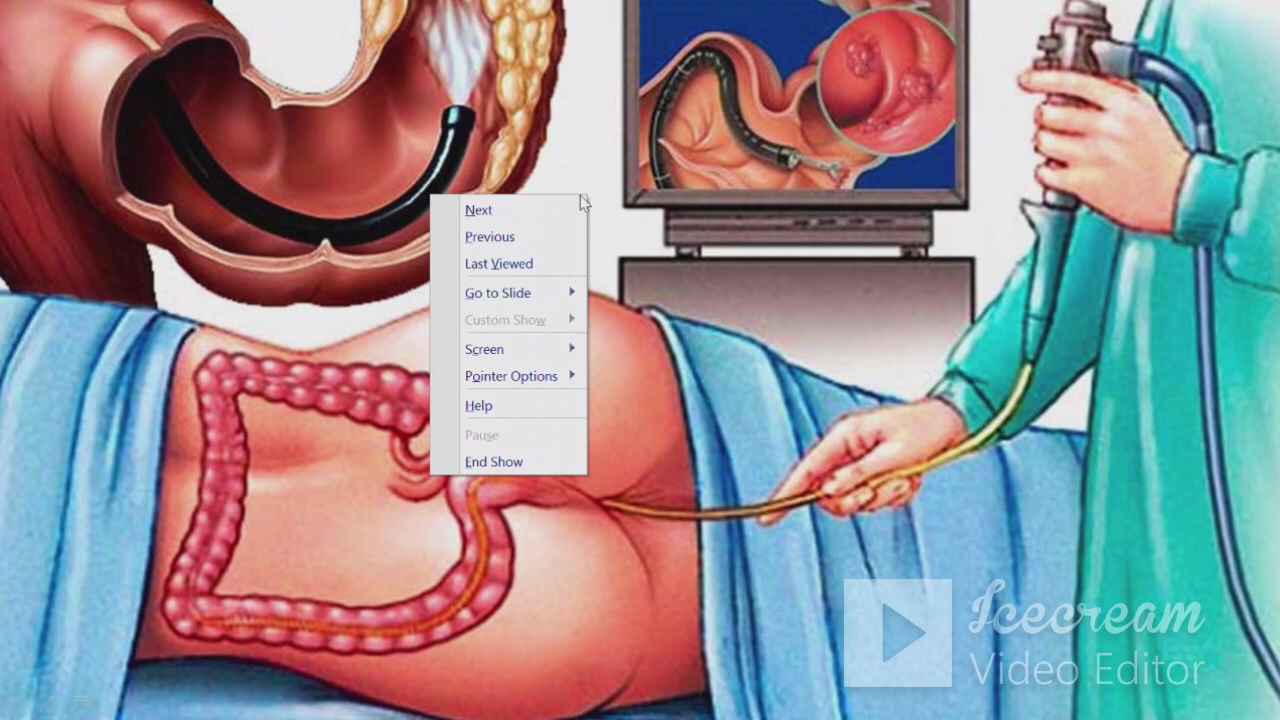 Next
Previous
Last Viewed
Go to Slide
Custom Show
Screen
Pointer Options
Help
Pause
End Show
Icecream
Video Editor